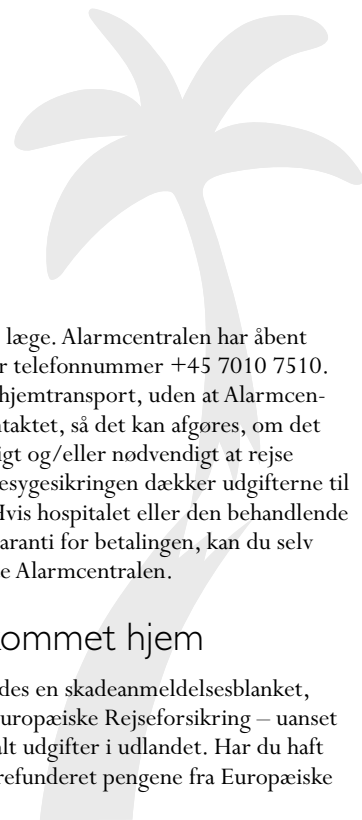 læge. Alarmcentralen har åbent
telefonnummer +45 7010 7510.
hjemtransport, uden at Alarmcen-
taktet, så det kan afgøres, om det
igt og/eller nødvendigt at rejse
esygesikringen dækker udgifterne til
Hvis hospitalet eller den behandlende
aranti for betalingen, kan du selv
e Alarmcentralen.
ommet hjem
des en skadeanmeldelsesblanket,
uropæiske Rejseforsikring – uanset
alt udgifter i udlandet. Har du haft
refunderet pengene fra Europæiske